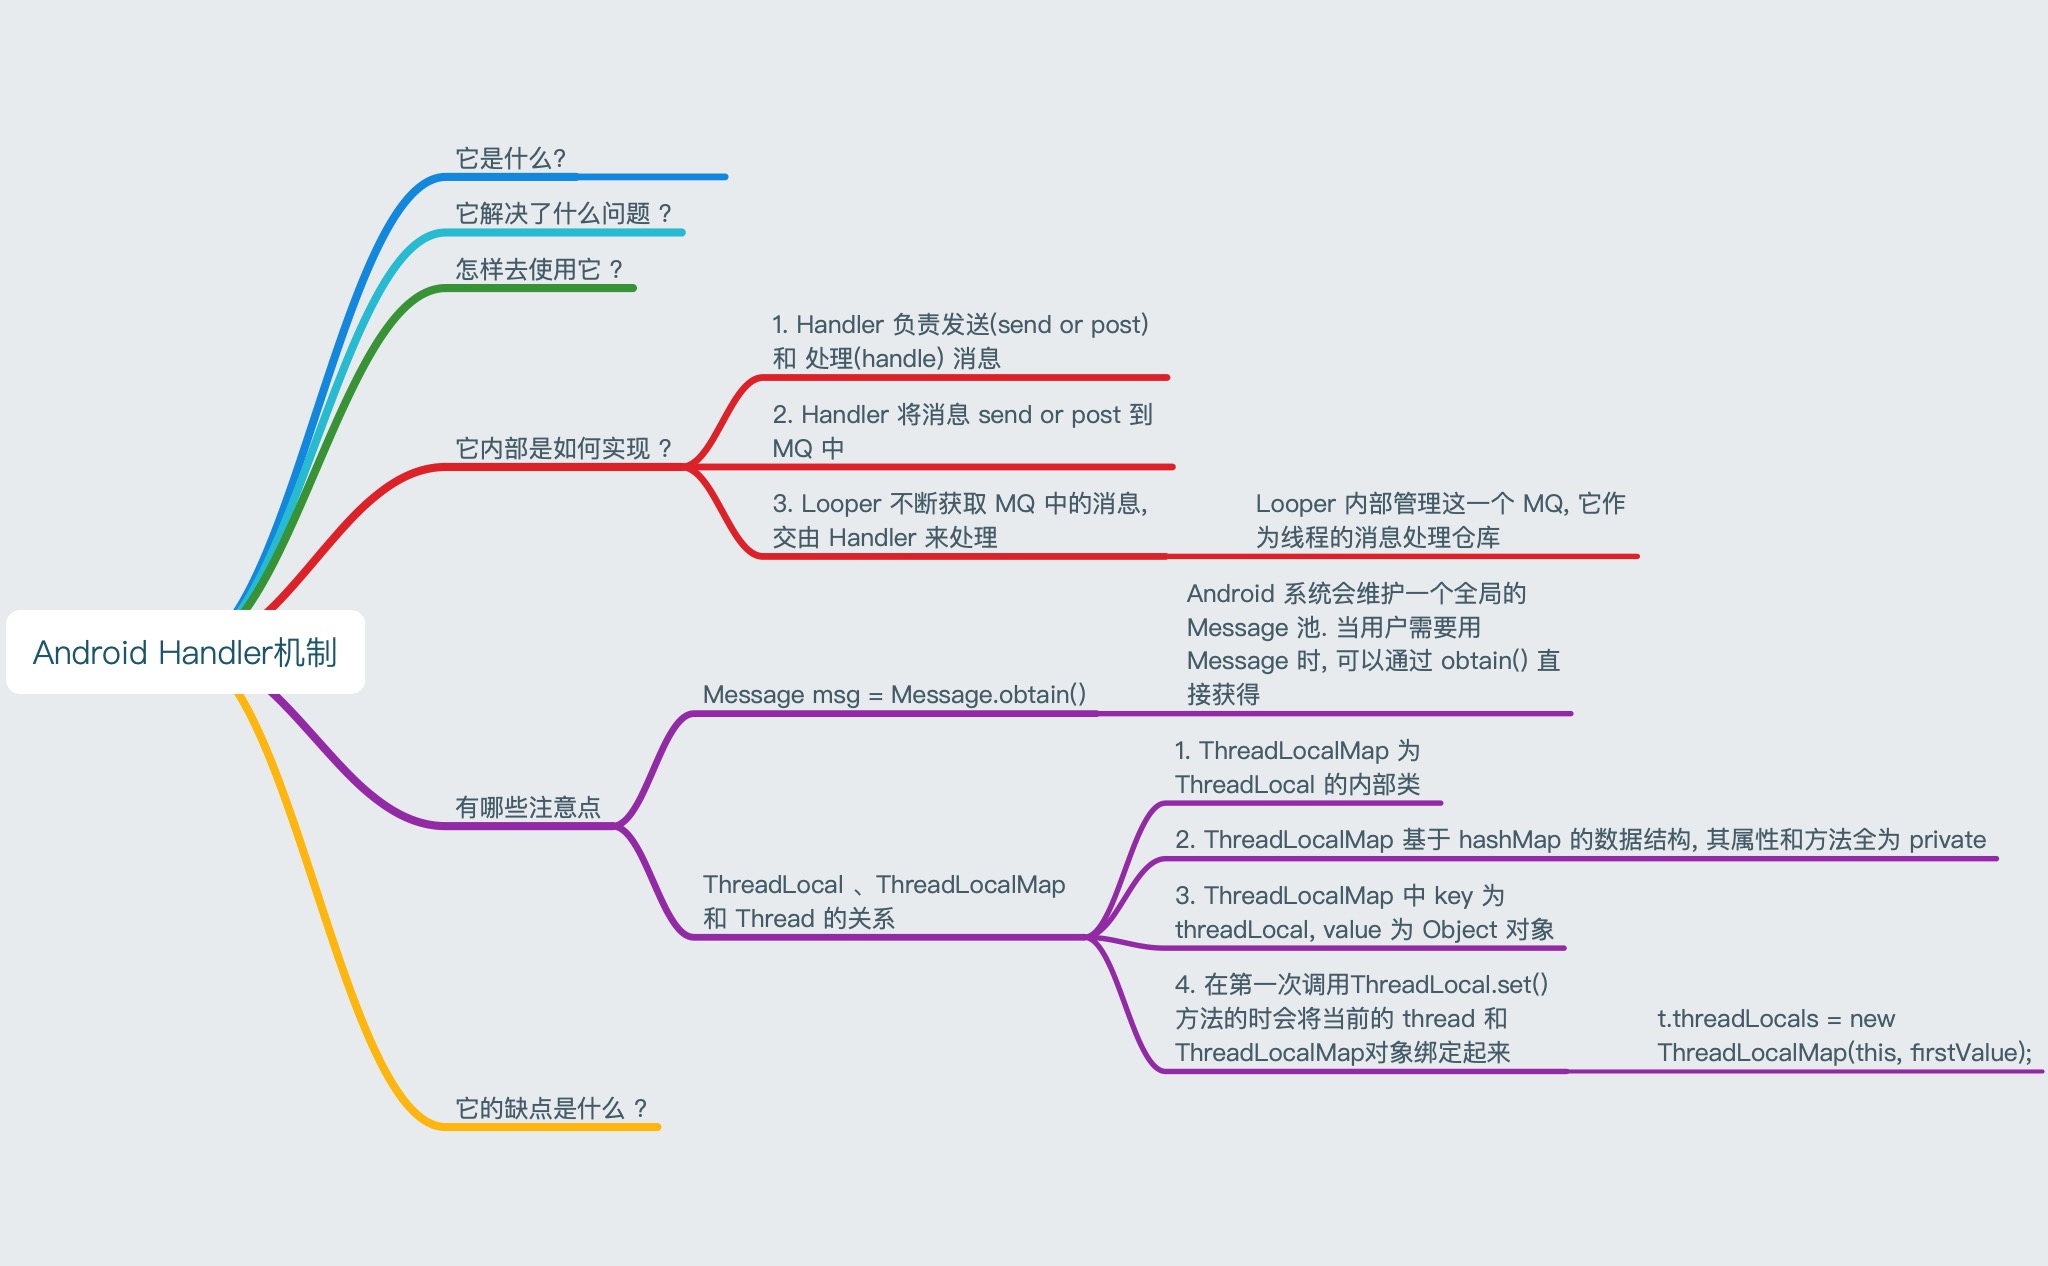 它是什么?
它解决了什么问题 ?
怎样去使用它 ?
1. Handler 负责发送(send or post)
和 处理(handle) 消息
2. Handler 将消息 send or post 到
MQ 中
它内部是如何实现 ?
3. Looper 不断获取 MQ 中的消息,
交由 Handler 来处理
Looper 内部管理这一个 MQ, 它作
为线程的消息处理仓库
Android Handler机制
Message msg = Message.obtain()
Android 系统会维护一个全局的
Message 池. 当用户需要用
Message 时, 可以通过 obtain() 直
接获得
有哪些注意点
ThreadLocal 、ThreadLocalMap
和 Thread 的关系
1. ThreadLocalMap 为
ThreadLocal 的内部类
2. ThreadLocalMap 基于 hashMap 的数据结构, 其属性和方法全为 private
3. ThreadLocalMap 中 key 为
threadLocal, value 为 Object 对象
4. 在第一次调用ThreadLocal.set()
方法的时会将当前的 thread 和
ThreadLocalMap对象绑定起来
t.threadLocals = new
ThreadLocalMap(this, firstValue);
它的缺点是什么 ?